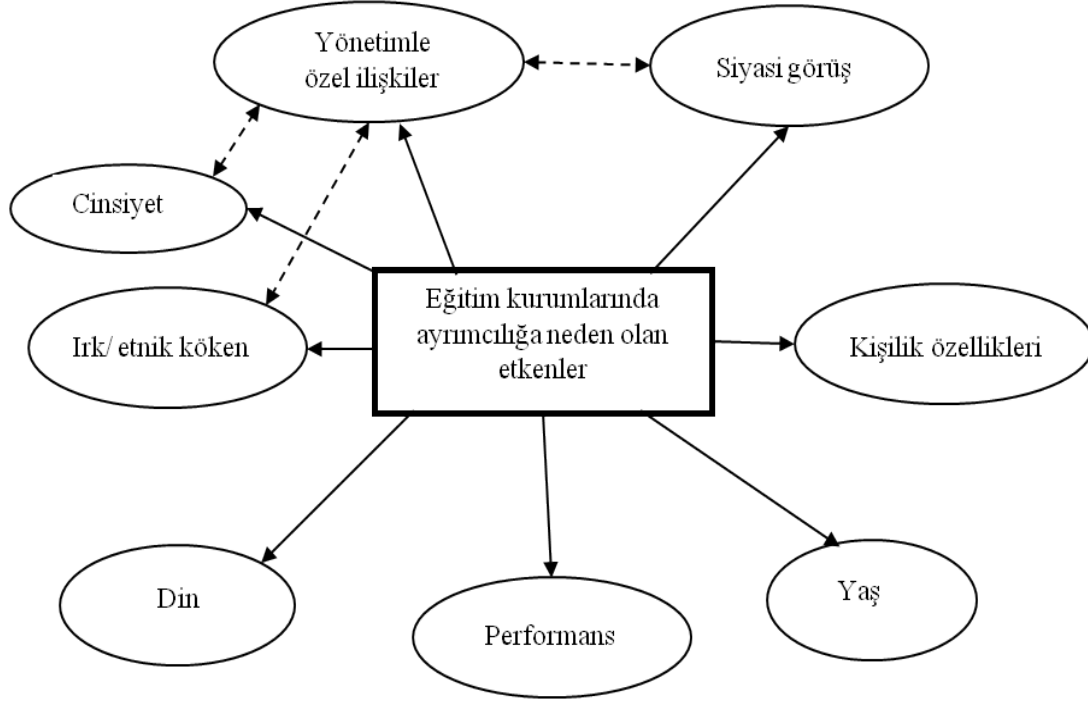 Yönetimle
özel ilişkiler
Siyasi görüş
Cinsiyet
Eğitim kurumlarında
ayrımcılığa neden olan
etkenler
Irk/ etnik köken
Kişilik özellikleri
Din
Performans
Yaş